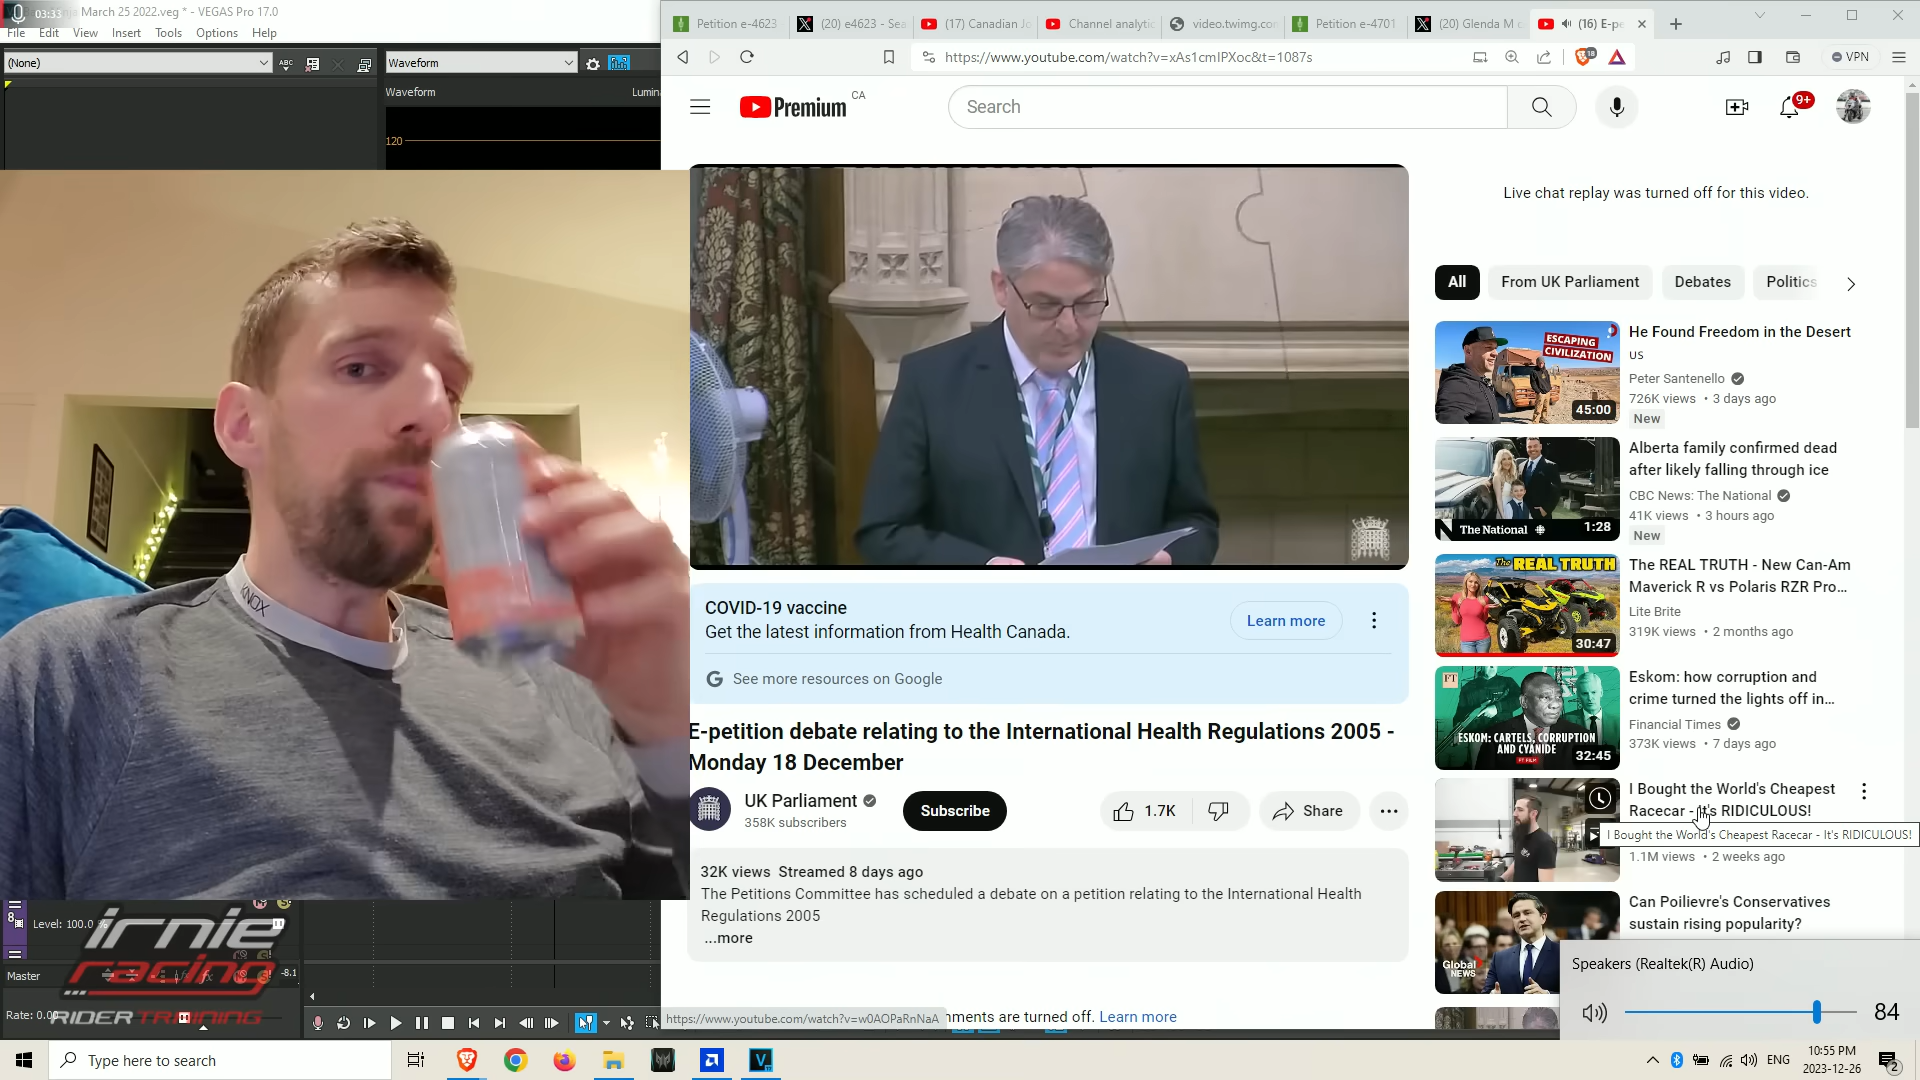 03:33
March 25 2022.veg * - VEGAS Pro 17.0
File Edit View Insert Tools Options Help
(None)
Waveform
Waveform
120
Petition e-4623
(20) e4623 - Sea
(17) Canadian Jo
Channel analytic
video.twimg.co
Petition e-4701
(20) Glenda M
(16) E-pe
https://www.youtube.com/watch?v=xAs1cmIPXoc&t=1087s
VPN
Premium CA
Search
9+
Live chat replay was turned off for this video.
All From UK Parliament Debates Politics
ESCAPING CIVILIZATION
45:00
He Found Freedom in the Desert
US
Peter Santenello
726K views • 3 days ago
New
The National
1:28
Alberta family confirmed dead
after likely falling through ice
CBC News: The National
41K views • 3 hours ago
New
The REAL TRUTH
30:47
The REAL TRUTH - New Can-Am
Maverick R vs Polaris RZR Pro...
Lite Brite
319K views • 2 months ago
FT
ESKOM: CARTELS, CORRUPTION
AND CYANIDE
FT FILM
32:45
Eskom: how corruption and
crime turned the lights off in...
Financial Times
373K views • 7 days ago
I Bought the World's Cheapest
Racecar - It's RIDICULOUS!
I Bought the World's Cheapest Racecar - It's RIDICULOUS!
1.1M views • 2 weeks ago
Global NEWS
Can Poilievre's Conservatives
sustain rising popularity?
KNOX
COVID-19 vaccine
Get the latest information from Health Canada.
Learn more
See more resources on Google
E-petition debate relating to the International Health Regulations 2005 -
Monday 18 December
UK Parliament
358K subscribers
Subscribe
1.7K
Share
32K views Streamed 8 days ago
The Petitions Committee has scheduled a debate on a petition relating to the International Health
Regulations 2005
...more
https://www.youtube.com/watch?v=w0AOPaRnNaA
mments are turned off. Learn more
8
Level: 100.0 %
Master
-8.1
Rate: 0.00
irnie
racing
RIDER TRAINING
Speakers (Realtek(R) Audio)
84
Type here to search
ENG
10:55 PM
2023-12-26
2